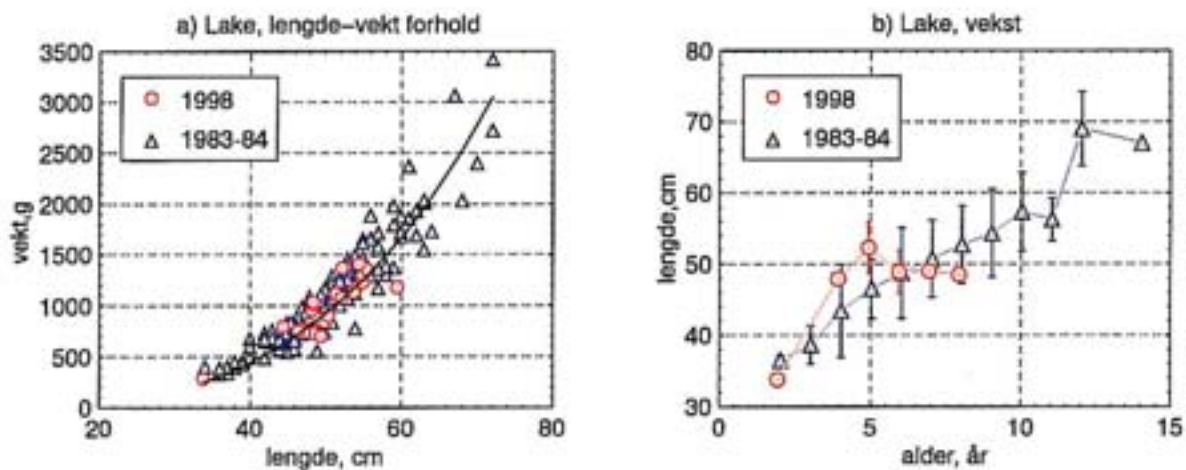 a) Lake, lengde-vekt forhold
3500
3000
2500
2000
1500
1000
500
0
vekt,g
1998
1983-84
20 40 60 80
lengde, cm
b) Lake, vekst
80
70
60
50
40
30
lengde,cm
1998
1983-84
0 5 10 15
alder, år